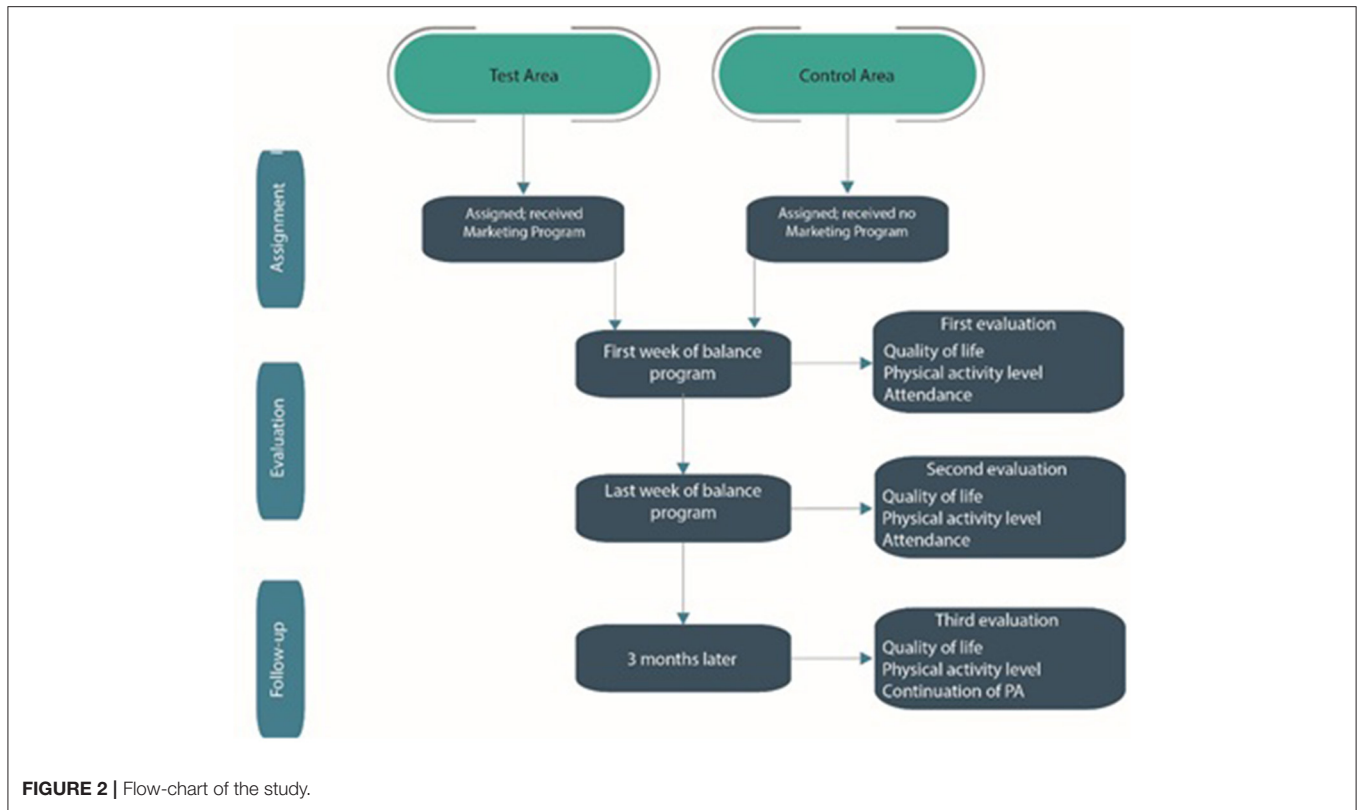 Test Area
Control Area
Assignment
Assigned; received
Marketing Program
Assigned; received no
Marketing Program
Evaluation
First week of balance
program
First evaluation
Quality of life
Physical activity level
Attendance
Last week of balance
program
Second evaluation
Quality of life
Physical activity level
Attendance
Follow-up
3 months later
Third evaluation
Quality of life
Physical activity level
Continuation of PA
FIGURE 2 | Flow-chart of the study.